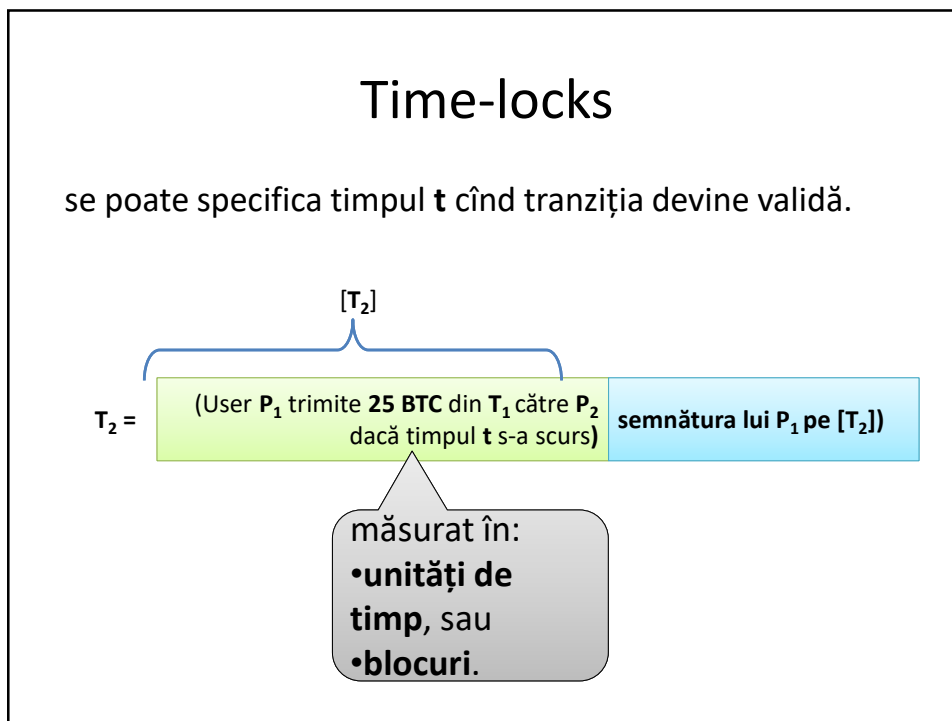 Time-locks
se poate specifica timpul t cînd tranziția devine validă.
[T₂]
T₂ =
(User P₁ trimite 25 BTC din T₁ către P₂
dacă timpul t s-a scurs)
semnătura lui P₁ pe [T₂])
măsurat în:
•unități de
timp, sau
•blocuri.